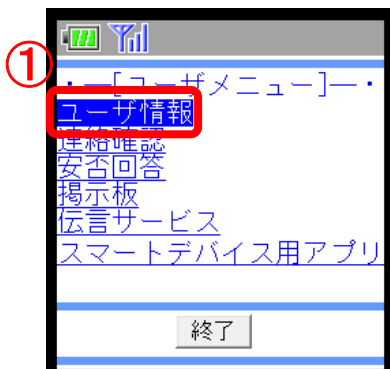 ①
・―[ユーザメニュー]―・
ユーザ情報
連絡確認
安否回答
掲示板
伝言サービス
スマートデバイス用アプリ
終了